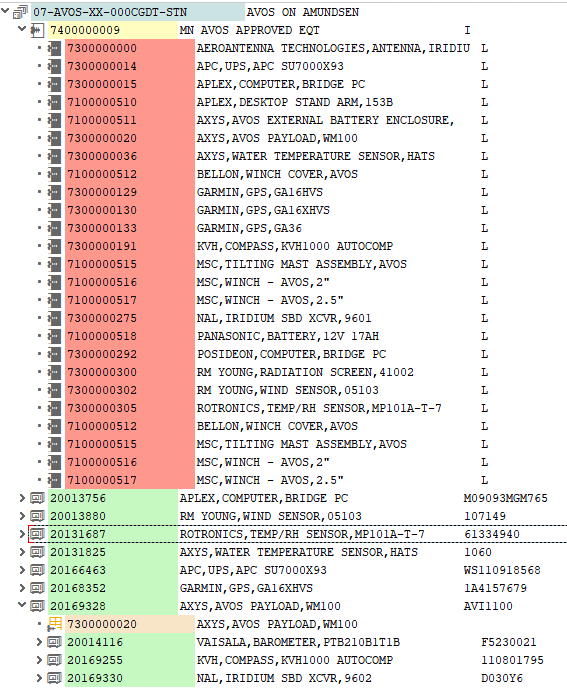 07-AVOS-XX-000CGDT-STN AVOS ON AMUNDSEN
7400000009 MN AVOS APPROVED EQT I
7300000000 AEROANTENNA TECHNOLOGIES,ANTENNA,IRIDIU L
7300000014 APC,UPS,APC SU7000X93 L
7300000015 APLEX,COMPUTER,BRIDGE PC L
7100000510 APLEX,DESKTOP STAND ARM,153B L
7100000511 AXYS,AVOS EXTERNAL BATTERY ENCLOSURE, L
7300000020 AXYS,AVOS PAYLOAD,WM100 L
7300000036 AXYS,WATER TEMPERATURE SENSOR,HATS L
7100000512 BELLON,WINCH COVER,AVOS L
7300000129 GARMIN,GPS,GA16HVS L
7300000130 GARMIN,GPS,GA16XHVS L
7300000133 GARMIN,GPS,GA36 L
7300000191 KVH,COMPASS,KVH1000 AUTOCOMP L
7100000515 MSC,TILTING MAST ASSEMBLY,AVOS L
7100000516 MSC,WINCH - AVOS,2" L
7100000517 MSC,WINCH - AVOS,2.5" L
7300000275 NAL,IRIDIUM SBD XCVR,9601 L
7100000518 PANASONIC,BATTERY,12V 17AH L
7300000292 POSIDEON,COMPUTER,BRIDGE PC L
7300000300 RM YOUNG,RADIATION SCREEN,41002 L
7300000302 RM YOUNG,WIND SENSOR,05103 L
7300000305 ROTRONICS,TEMP/RH SENSOR,MP101A-T-7 L
7100000512 BELLON,WINCH COVER,AVOS L
7100000515 MSC,TILTING MAST ASSEMBLY,AVOS L
7100000516 MSC,WINCH - AVOS,2" L
7100000517 MSC,WINCH - AVOS,2.5" L
20013756 APLEX,COMPUTER,BRIDGE PC M09093MGM765
20013880 RM YOUNG,WIND SENSOR,05103 107149
20131687 ROTRONICS,TEMP/RH SENSOR,MP101A-T-7 61334940
20131825 AXYS,WATER TEMPERATURE SENSOR,HATS 1060
20166463 APC,UPS,APC SU7000X93 WS110918568
20168352 GARMIN,GPS,GA16XHVS 1A4157679
20169328 AXYS,AVOS PAYLOAD,WM100 AVI1100
7300000020 AXYS,AVOS PAYLOAD,WM100
20014116 VAISALA,BAROMETER,PTB210B1T1B F5230021
20169255 KVH,COMPASS,KVH1000 AUTOCOMP 110801795
20169330 NAL,IRIDIUM SBD XCVR,9602 D030Y6